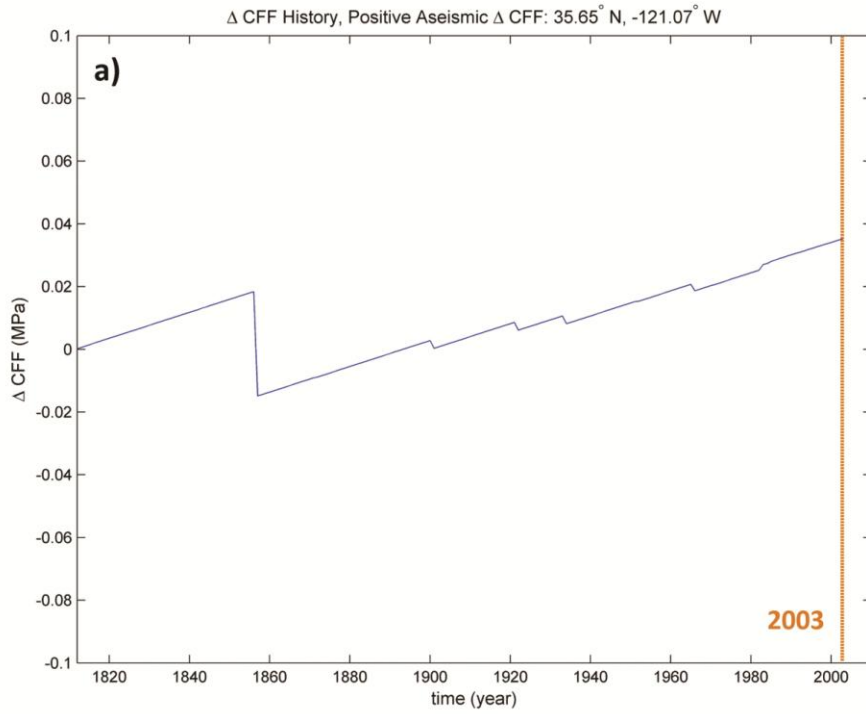 Δ CFF History, Positive Aseismic Δ CFF: 35.65° N, -121.07° W
a)
0.1
0.08
0.06
0.04
0.02
0
-0.02
-0.04
-0.06
-0.08
-0.1
Δ CFF (MPa)
2003
1820 1840 1860 1880 1900 1920 1940 1960 1980 2000
time (year)